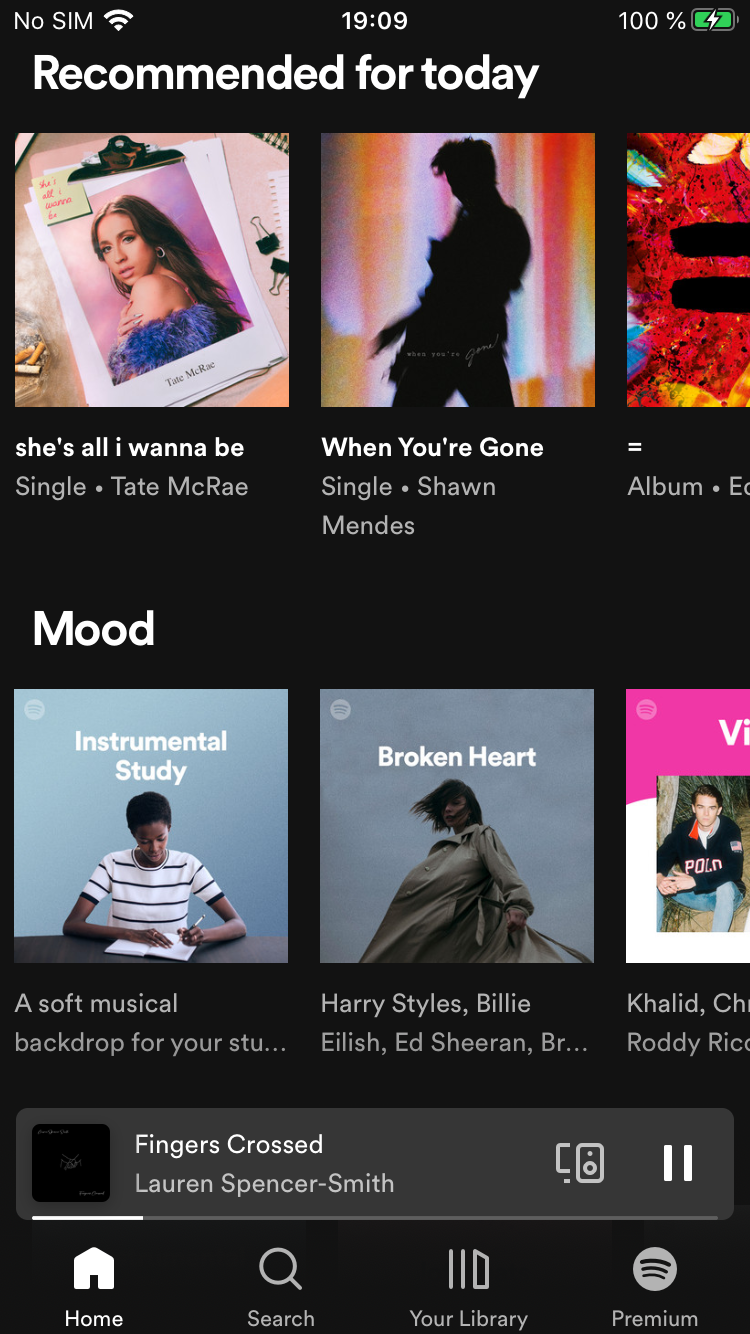 No SIM 19:09 100 %
Recommended for today
she's
all i
wanna
be
Tate McRae
when you're gone
she's all i wanna be
Single • Tate McRae
When You're Gone
Single • Shawn
Mendes
=
Album • Ed
Mood
Instrumental
Study
Broken Heart
Vi
POLO
A soft musical
backdrop for your stu...
Harry Styles, Billie
Eilish, Ed Sheeran, Br...
Khalid, Chr
Roddy Ricc
Fingers Crossed
Lauren Spencer-Smith
Home
Search
Your Library
Premium